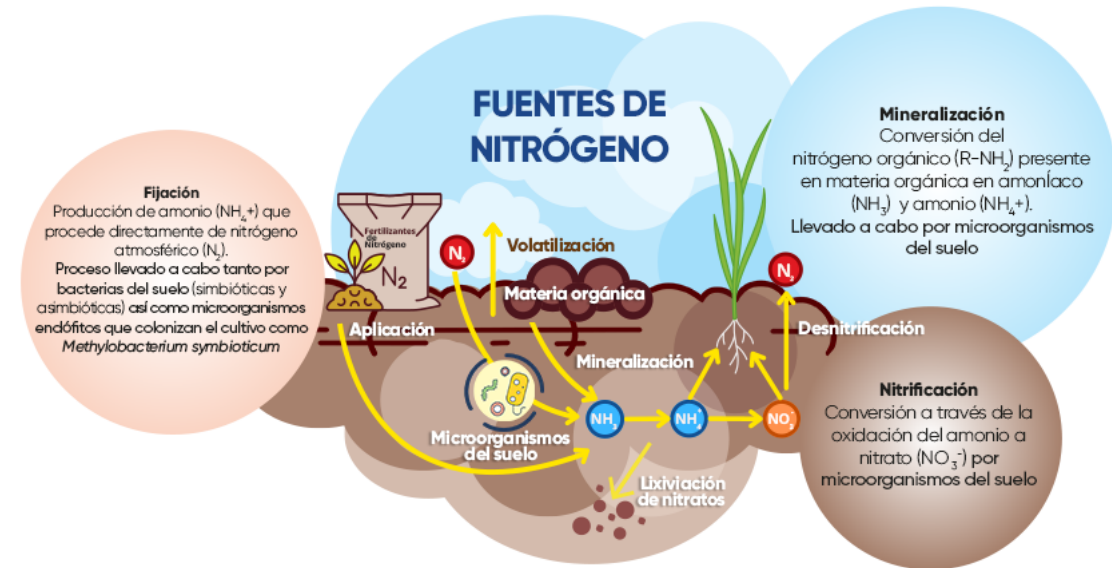 FUENTES DE
NITRÓGENO
Fijación
Producción de amonio (NH₄+) que
procede directamente de nitrógeno
atmosférico (N₂).
Proceso llevado a cabo tanto por
bacterias del suelo (simbióticas y
asimbióticas) así como microorganismos
endófitos que colonizan el cultivo como
Methylobacterium symbioticum
Fertilizantes
de
Nitrógeno
N₂
Aplicación
N₂
Volatilización
Materia orgánica
Mineralización
Microorganismos
del suelo
NH₃
NH₄⁺
NO₃⁻
Lixiviación
de nitratos
N₂
Desnitrificación
Mineralización
Conversión del
nitrógeno orgánico (R-NH₂) presente
en materia orgánica en amonÍaco
(NH₃) y amonio (NH₄+).
Llevado a cabo por microorganismos
del suelo
Nitrificación
Conversión a través de la
oxidación del amonio a
nitrato (NO₃⁻) por
microorganismos del suelo